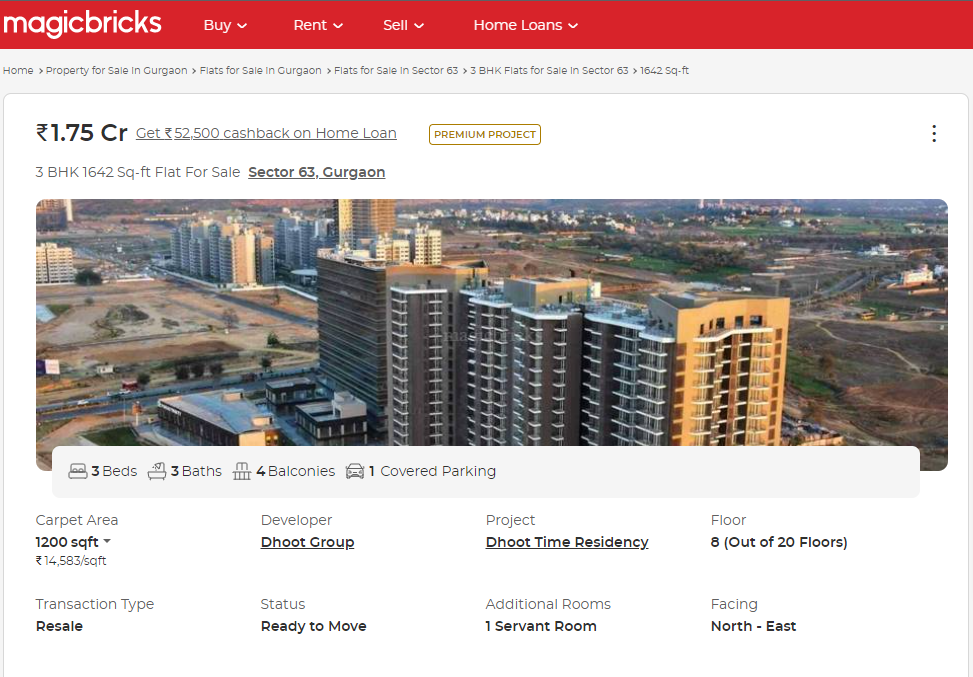 magicbricks
Buy Rent Sell Home Loans
Home > Property for Sale in Gurgaon > Flats for Sale in Gurgaon > Flats for Sale in Sector 63 > 3 BHK Flats for Sale in Sector 63 > 1642 Sq-ft
₹1.75 Cr Get ₹52,500 cashback on Home Loan PREMIUM PROJECT
3 BHK 1642 Sq-ft Flat For Sale Sector 63, Gurgaon
3 Beds 3 Baths 4 Balconies 1 Covered Parking
Carpet Area Developer Project Floor
1200 sqft Dhoot Group Dhoot Time Residency 8 (Out of 20 Floors)
₹14,583/sqft
Transaction Type Status Additional Rooms Facing
Resale Ready to Move 1 Servant Room North - East